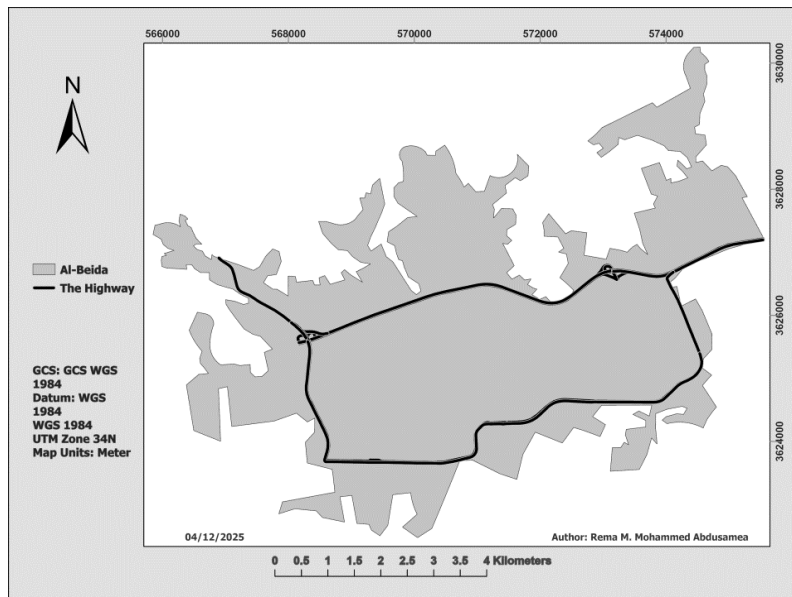 566000 568000 570000 572000 574000
3630000
3628000
3626000
3624000
N
Al-Beida
The Highway
GCS: GCS WGS
1984
Datum: WGS
1984
WGS 1984
UTM Zone 34N
Map Units: Meter
04/12/2025 Author: Rema M. Mohammed Abdusamea
0 0.5 1 1.5 2 2.5 3 3.5 4 Kilometers